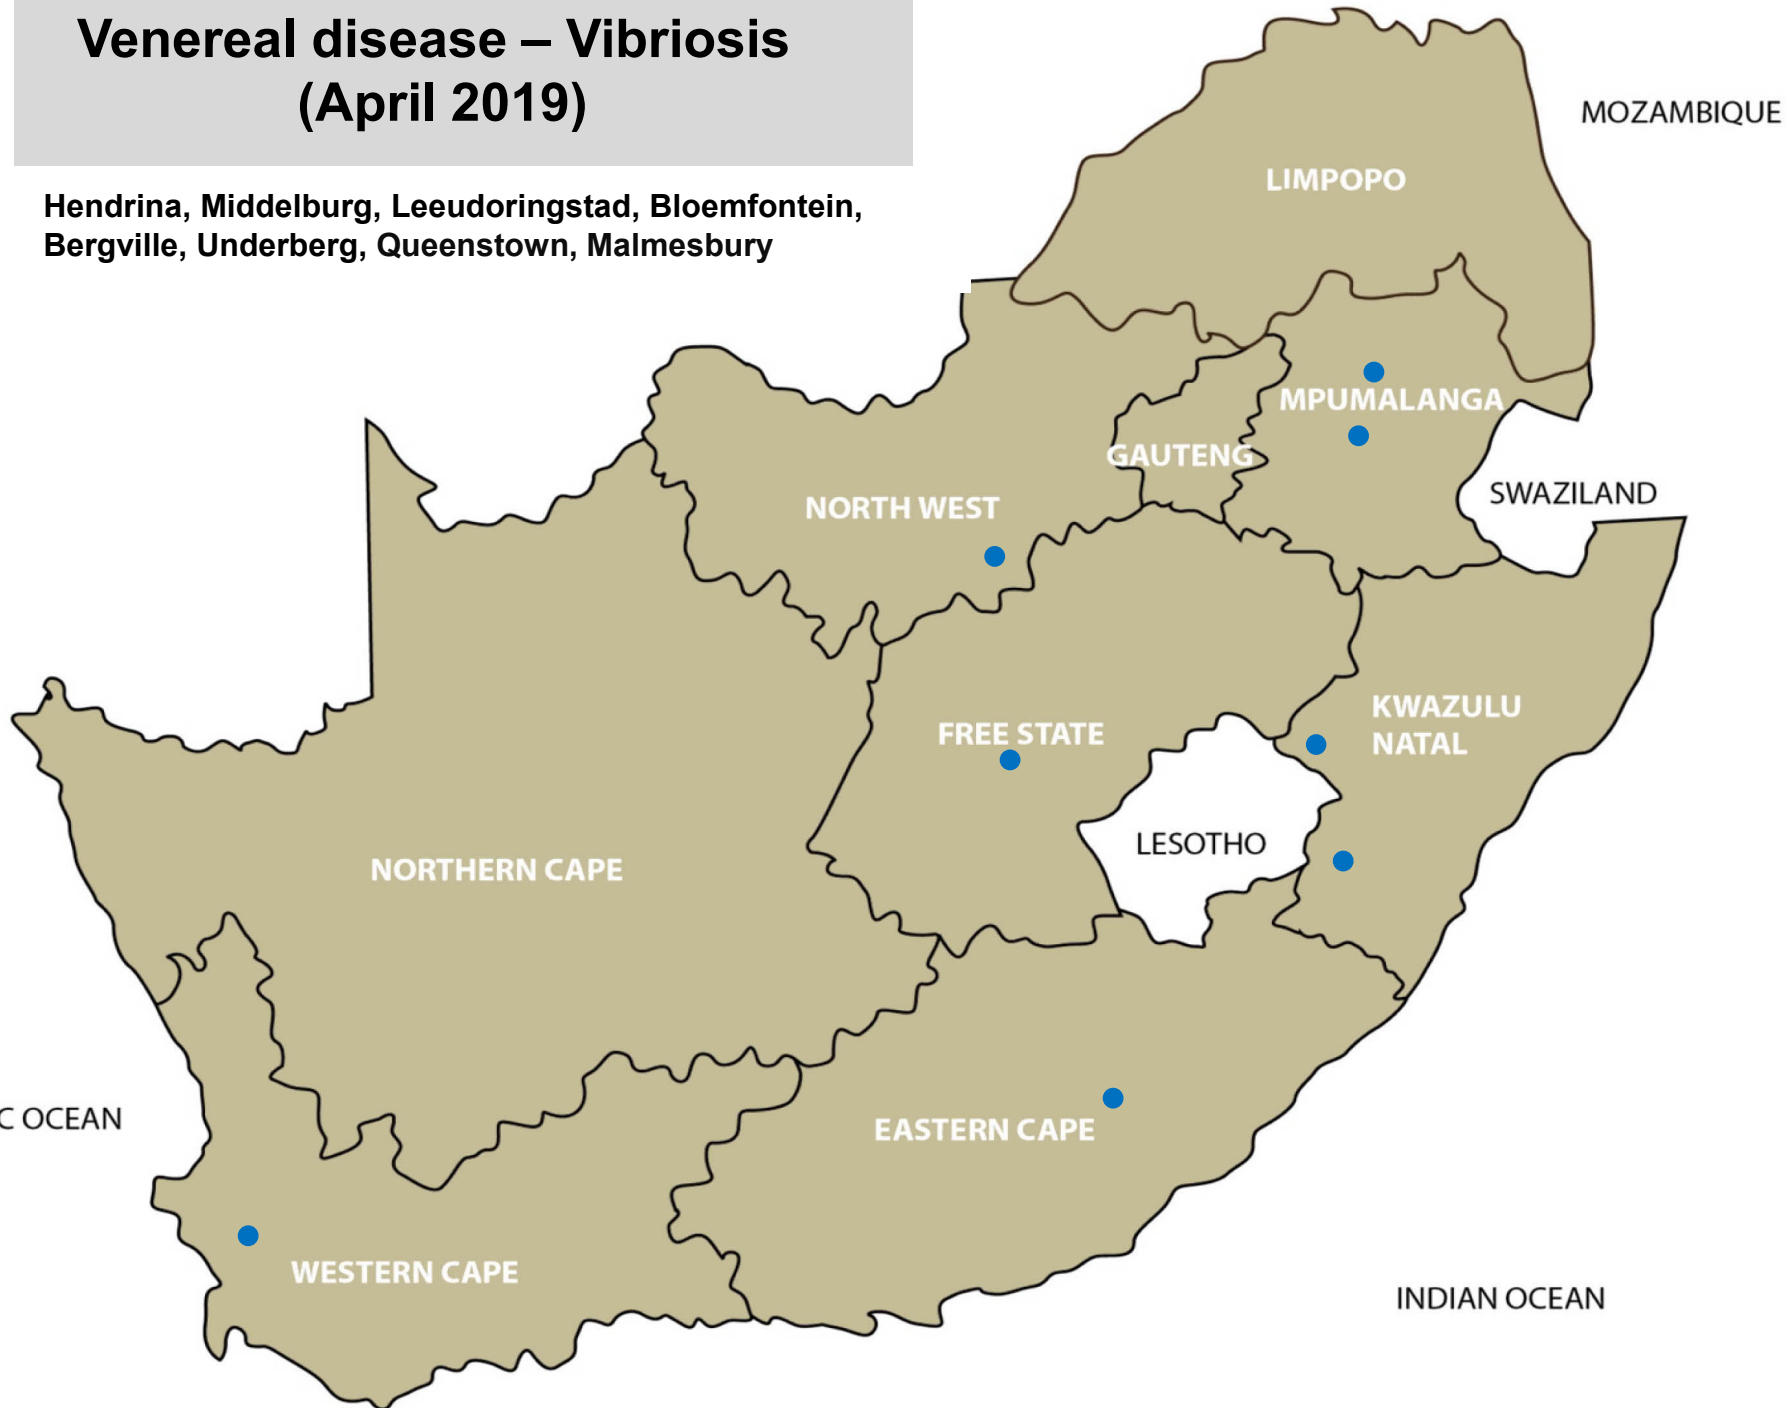 Venereal disease – Vibriosis
(April 2019)
Hendrina, Middelburg, Leeudoringstad, Bloemfontein,
Bergville, Underberg, Queenstown, Malmesbury
MOZAMBIQUE
LIMPOPO
MPUMALANGA
GAUTENG
SWAZILAND
NORTH WEST
KWAZULU
NATAL
FREE STATE
LESOTHO
NORTHERN CAPE
C OCEAN
EASTERN CAPE
WESTERN CAPE
INDIAN OCEAN